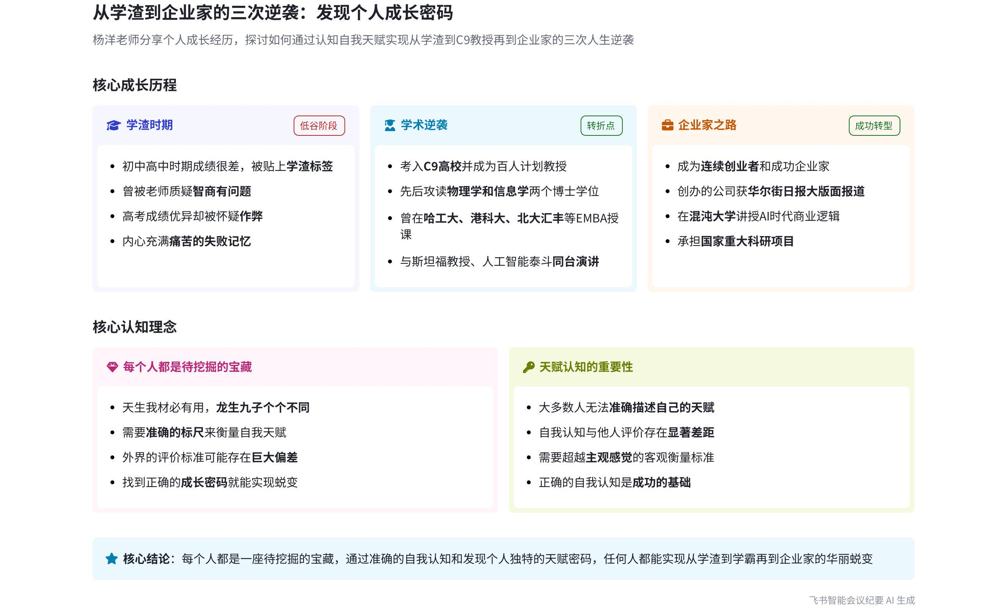 从学渣到企业家的三次逆袭：发现个人成长密码
杨洋老师分享个人成长经历，探讨如何通过认知自我天赋实现从学渣到C9教授再到企业家的三次人生逆袭
核心成长历程
学渣时期
低谷阶段
初中高中时期成绩很差，被贴上学渣标签
曾被老师质疑智商有问题
高考成绩优异却被怀疑作弊
内心充满痛苦的失败记忆
学术逆袭
转折点
考入C9高校并成为百人计划教授
先后攻读物理学和信息学两个博士学位
曾在哈工大、港科大、北大汇丰等EMBA授
课
与斯坦福教授、人工智能泰斗同台演讲
企业家之路
成功转型
成为连续创业者和成功企业家
创办的公司获华尔街日报大版面报道
在混沌大学讲授AI时代商业逻辑
承担国家重大科研项目
核心认知理念
每个人都是待挖掘的宝藏
天生我材必有用，龙生九子个个不同
需要准确的标尺来衡量自我天赋
外界的评价标准可能存在巨大偏差
找到正确的成长密码就能实现蜕变
天赋认知的重要性
大多数人无法准确描述自己的天赋
自我认知与他人评价存在显著差距
需要超越主观感觉的客观衡量标准
正确的自我认知是成功的基础
核心结论：每个人都是一座待挖掘的宝藏，通过准确的自我认知和发现个人独特的天赋密码，任何人都能实现从学渣到学霸再到企业家的华丽蜕变
飞书智能会议纪要 AI 生成